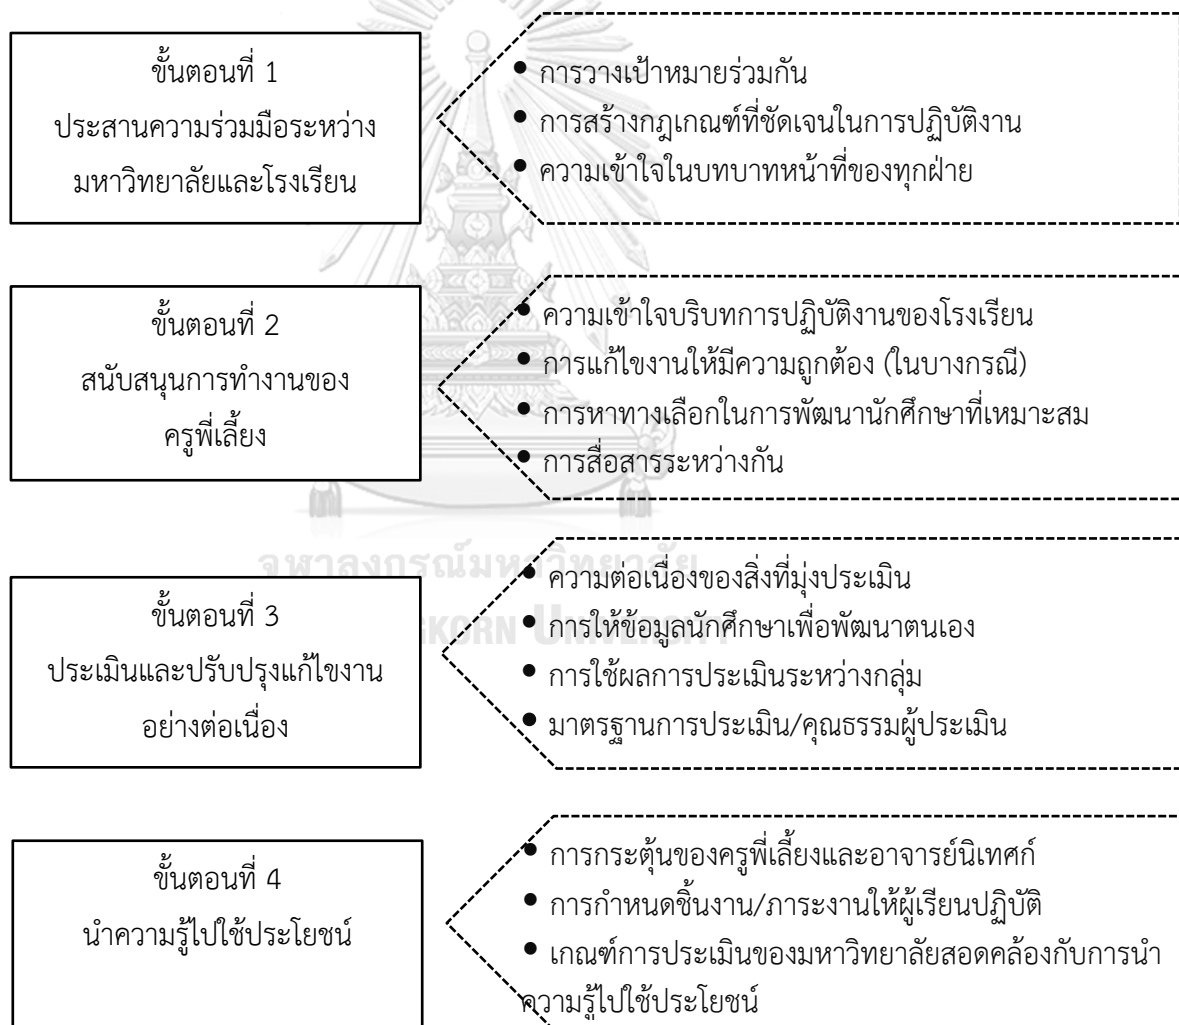 ขั้นตอนที่ 1
ประสานความร่วมมือระหว่าง
มหาวิทยาลัยและโรงเรียน
• การวางเป้าหมายร่วมกัน
• การสร้างกฎเกณฑ์ที่ชัดเจนในการปฏิบัติงาน
• ความเข้าใจในบทบาทหน้าที่ของทุกฝ่าย
ขั้นตอนที่ 2
สนับสนุนการทำงานของ
ครูพี่เลี้ยง
• ความเข้าใจบริบทการปฏิบัติงานของโรงเรียน
• การแก้ไขงานให้มีความถูกต้อง (ในบางกรณี)
• การหาทางเลือกในการพัฒนานักศึกษาที่เหมาะสม
• การสื่อสารระหว่างกัน
จุฬาลงกรณ์มหาวิทยาลัย
GKORN UNIVERSITY
ขั้นตอนที่ 3
ประเมินและปรับปรุงแก้ไขงาน
อย่างต่อเนื่อง
• ความต่อเนื่องของสิ่งที่มุ่งประเมิน
• การให้ข้อมูลนักศึกษาเพื่อพัฒนาตนเอง
• การใช้ผลการประเมินระหว่างกลุ่ม
• มาตรฐานการประเมิน/คุณธรรมผู้ประเมิน
ขั้นตอนที่ 4
นำความรู้ไปใช้ประโยชน์
• การกระตุ้นของครูพี่เลี้ยงและอาจารย์นิเทศก์
• การกำหนดชิ้นงาน/ภาระงานให้ผู้เรียนปฏิบัติ
• เกณฑ์การประเมินของมหาวิทยาลัยสอดคล้องกับการนำ
ความรู้ไปใช้ประโยชน์